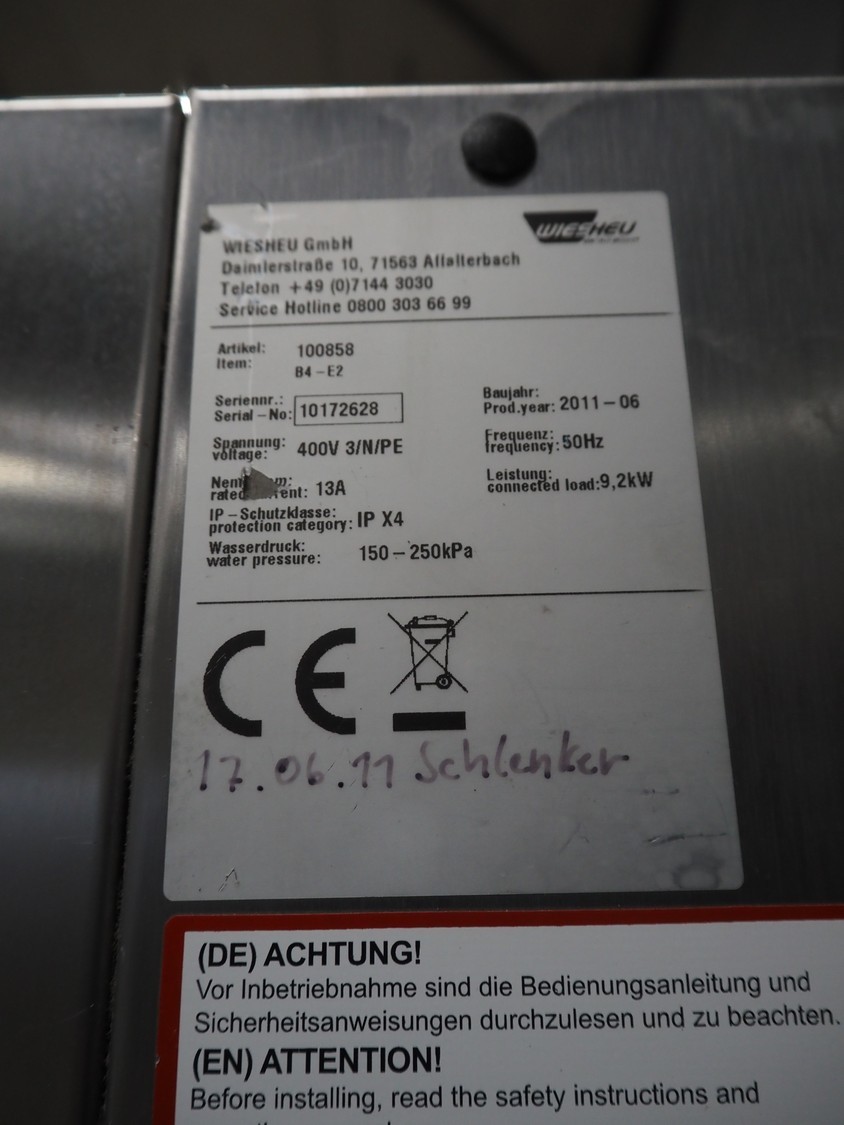 WIESHEU
WIESHEU GmbH
Daimlerstraße 10, 71563 Affalterbach
Telefon +49 (0)7144 3030
Service Hotline 0800 303 66 99
Artikel: 100858
Item: B4-E2
Seriennr.:
Serial-No: 10172628
Baujahr:
Prod.year: 2011-06
Spannung:
voltage: 400V 3/N/PE
Frequenz:
frequency: 50Hz
rated 13A
Leistung:
connected load: 9,2kW
IP-Schutzklasse:
protection category: IP X4
Wasserdruck:
water pressure: 150-250kPa
CE
17.06.11 Schlenker
(DE) ACHTUNG!
Vor Inbetriebnahme sind die Bedienungsanleitung und
Sicherheitsanweisungen durchzulesen und zu beachten.
(EN) ATTENTION!
Before installing, read the safety instructions and